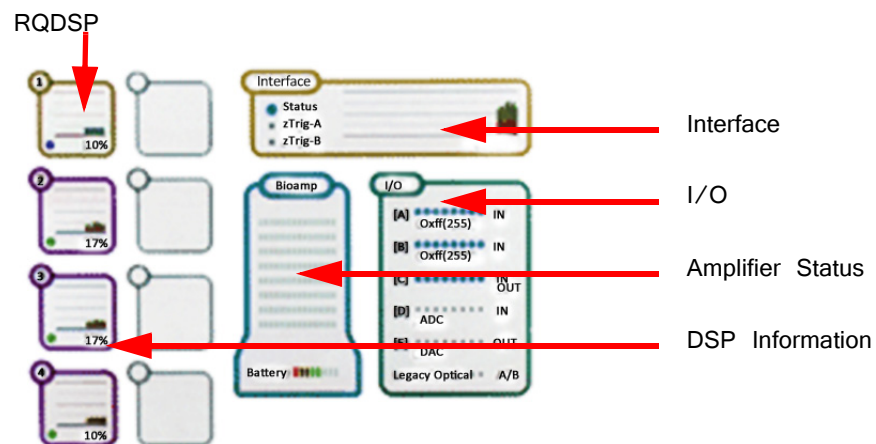 RQDSP
1
10%
2
17%
3
17%
4
10%
Interface
Status
zTrig-A
zTrig-B
Bioamp
Battery
I/O
[A] IN
Oxff(255)
[B] IN
Oxff(255)
[C] IN
OUT
[D] IN
ADC
[E] OUT
DAC
Legacy Optical A/B
Interface
I/O
Amplifier Status
DSP Information